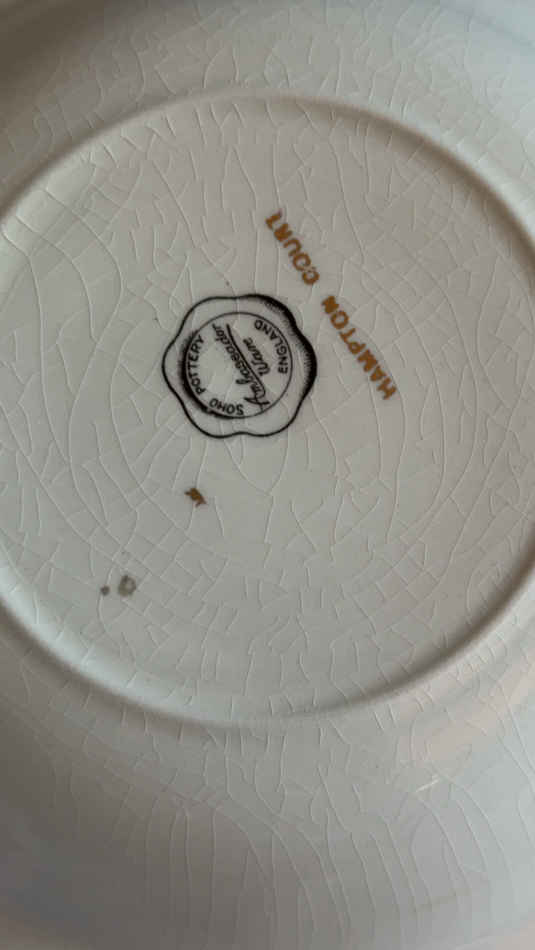 HAMPTON COURT
SOHO POTTERY
Ambassador
Ware
ENGLAND